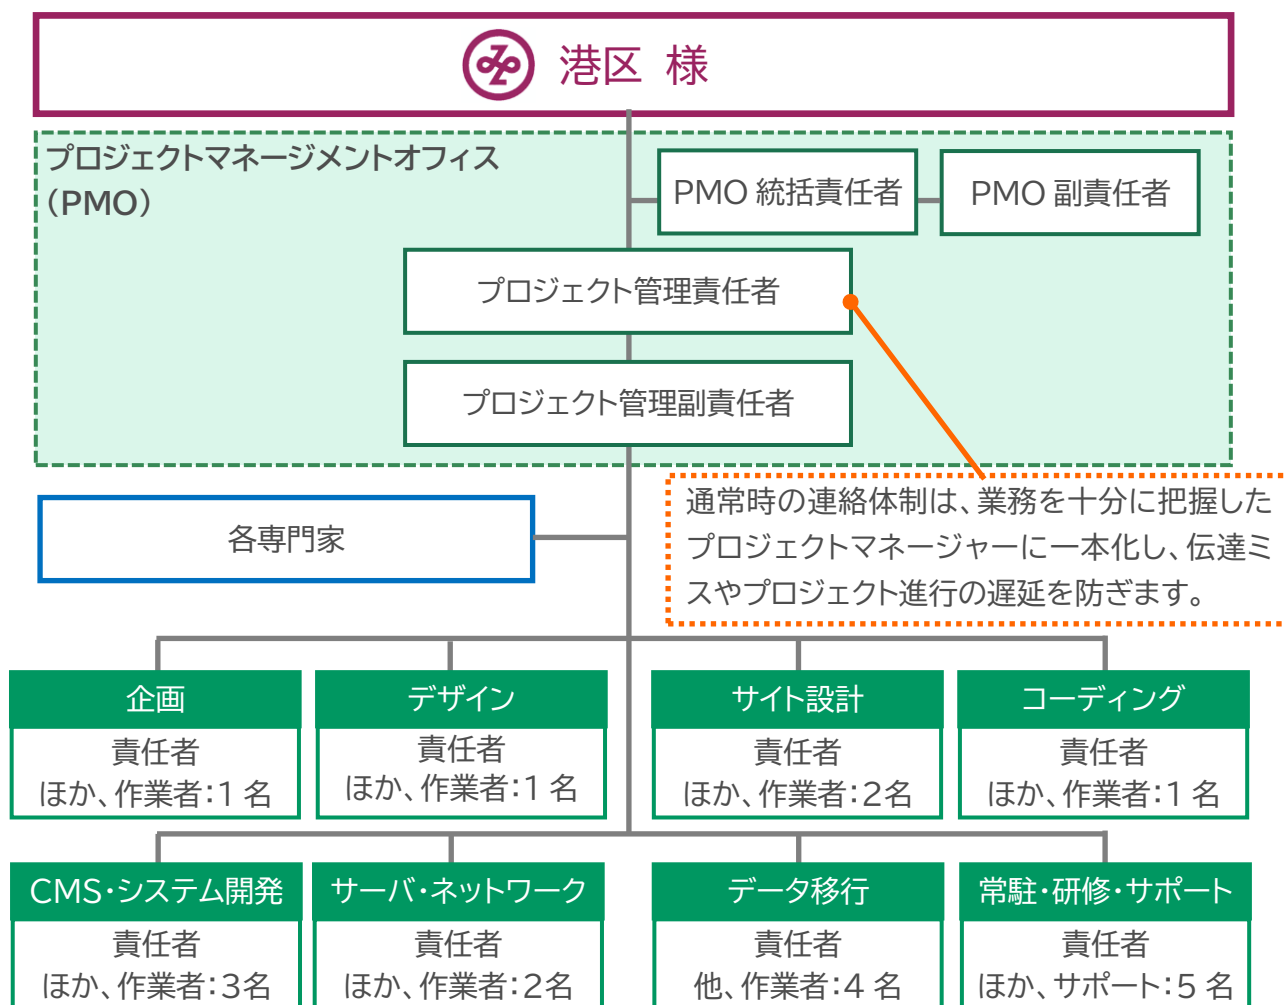 港区 様
プロジェクトマネージメントオフィス
（PMO）
PMO 統括責任者
PMO 副責任者
プロジェクト管理責任者
プロジェクト管理副責任者
各専門家
通常時の連絡体制は、業務を十分に把握した
プロジェクトマネージャーに一本化し、伝達ミ
スやプロジェクト進行の遅延を防ぎます。
企画
責任者
ほか、作業者：1 名
デザイン
責任者
ほか、作業者：1 名
サイト設計
責任者
ほか、作業者：2名
コーディング
責任者
ほか、作業者：1 名
CMS・システム開発
責任者
ほか、作業者：3名
サーバ・ネットワーク
責任者
ほか、作業者：2名
データ移行
責任者
他、作業者：4 名
常駐・研修・サポート
責任者
ほか、サポート：5 名